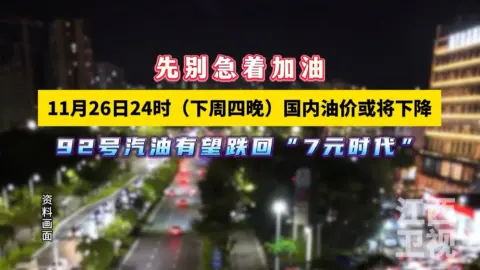 先别急着加油
11月26日24时（下周四晚）国内油价或将下降
92号汽油有望跌回“7元时代”
资料画面
江西
卫视